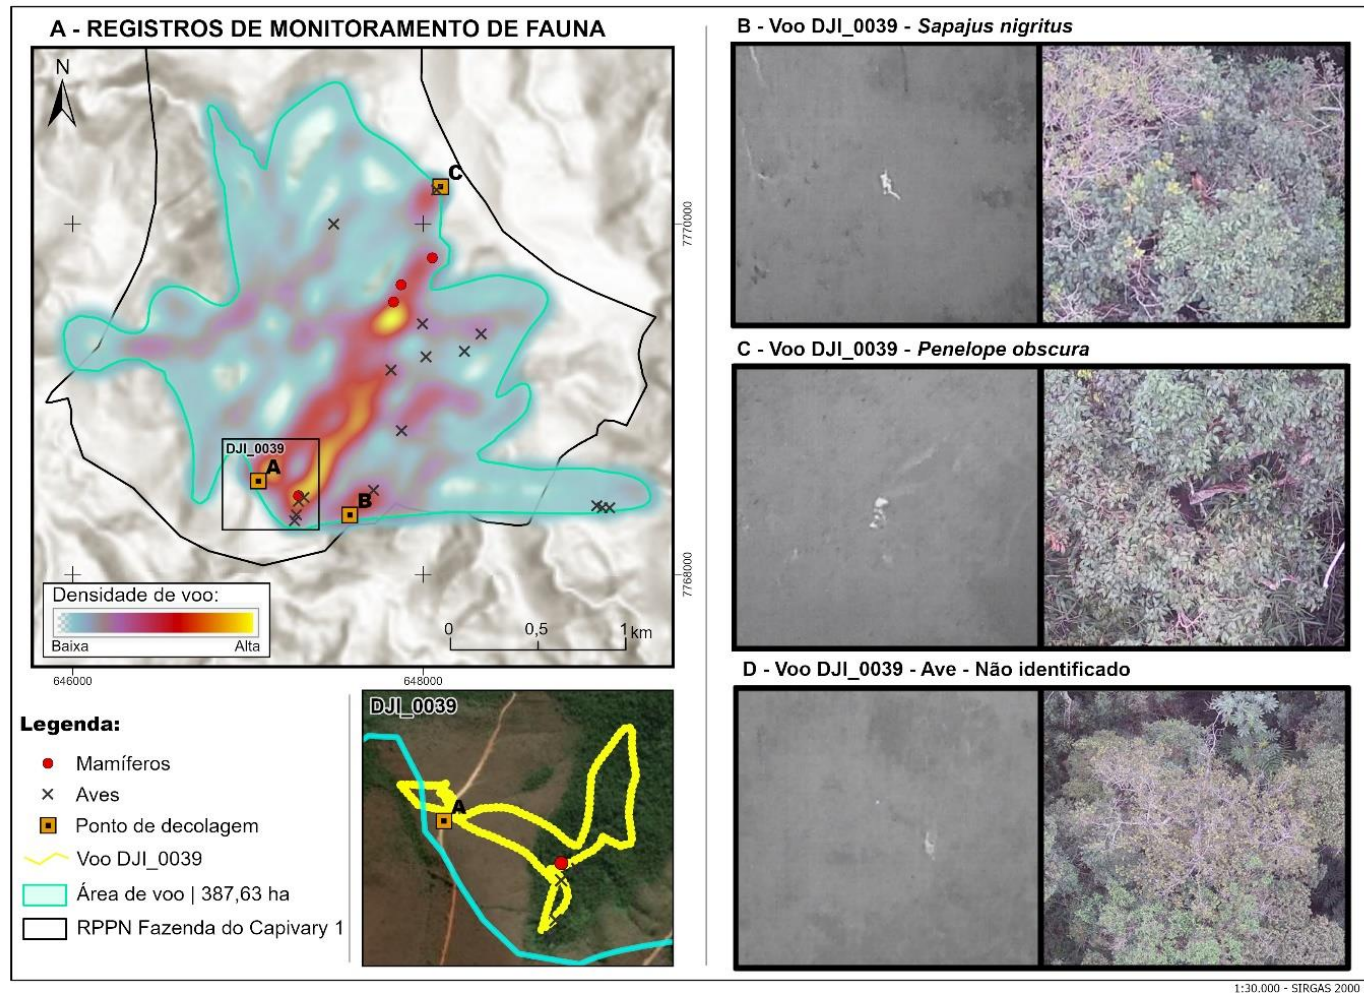 A - REGISTROS DE MONITORAMENTO DE FAUNA
N
C
7770000
DJI_0039
A
B
7768000
Densidade de voo:
Baixa Alta
0 0,5 1 km
646000 648000
Legenda:
Mamíferos
Aves
Ponto de decolagem
Voo DJI_0039
Área de voo | 387,63 ha
RPPN Fazenda do Capivary 1
DJI_0039
A
B - Voo DJI_0039 - Sapajus nigritus
C - Voo DJI_0039 - Penelope obscura
D - Voo DJI_0039 - Ave - Não identificado
1:30.000 - SIRGAS 2000